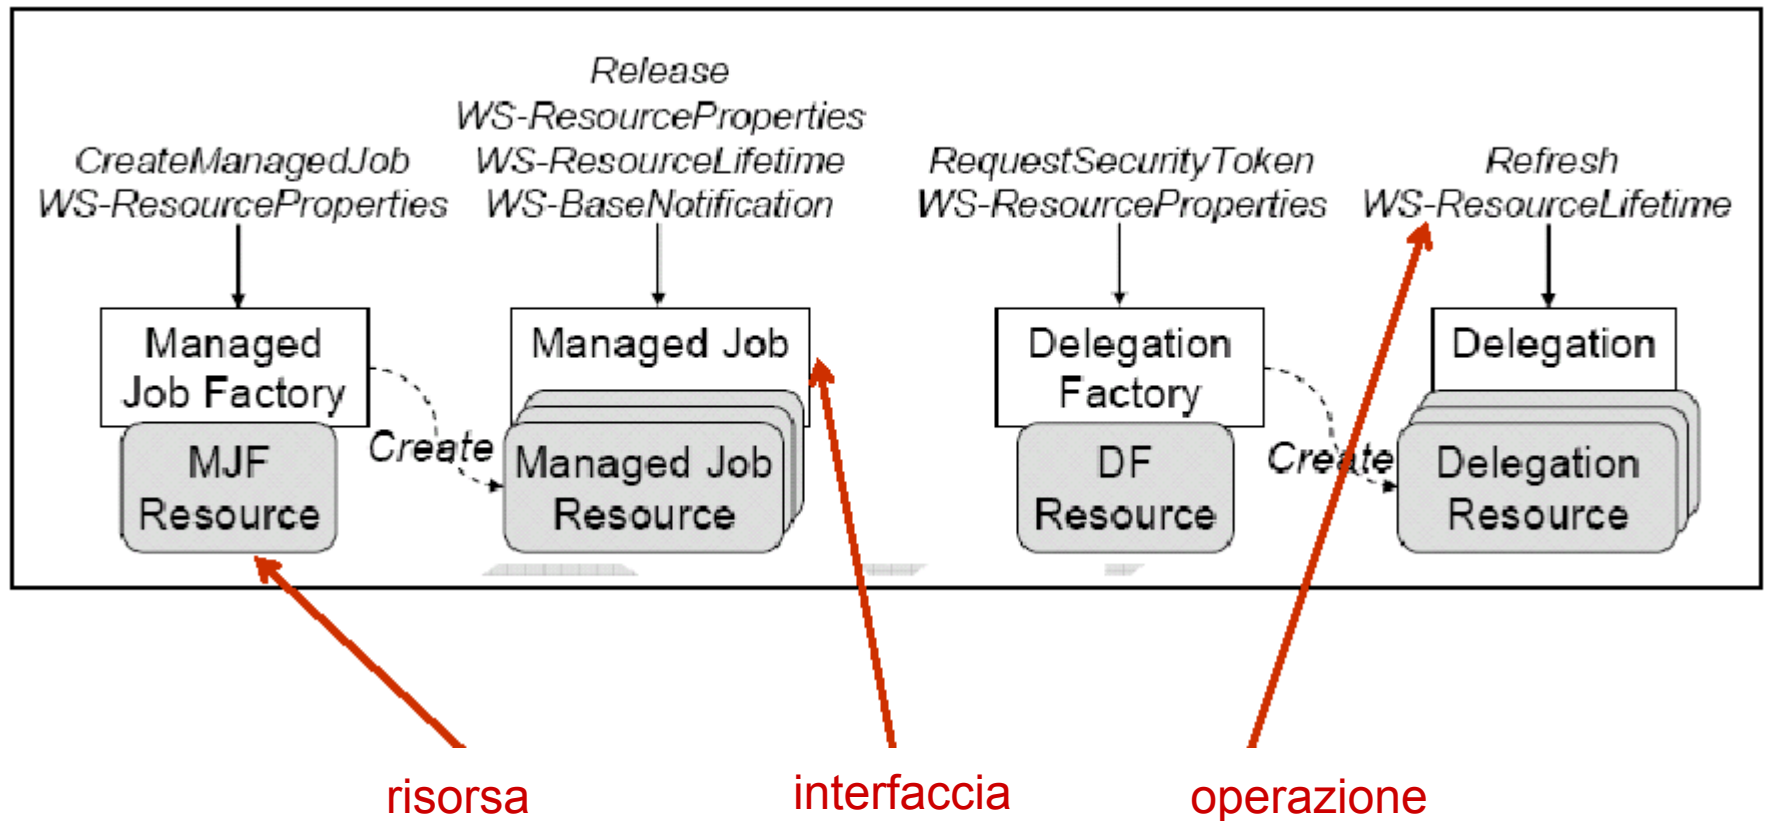 CreateManagedJob
WS-ResourceProperties
Release
WS-ResourceProperties
WS-ResourceLifetime
WS-BaseNotification
RequestSecurityToken
WS-ResourceProperties
Refresh
WS-ResourceLifetime
Managed
Job Factory
MJF
Resource
Create
Managed Job
Managed Job
Resource
Delegation
Factory
DF
Resource
Create
Delegation
Delegation
Resource
risorsa
interfaccia
operazione